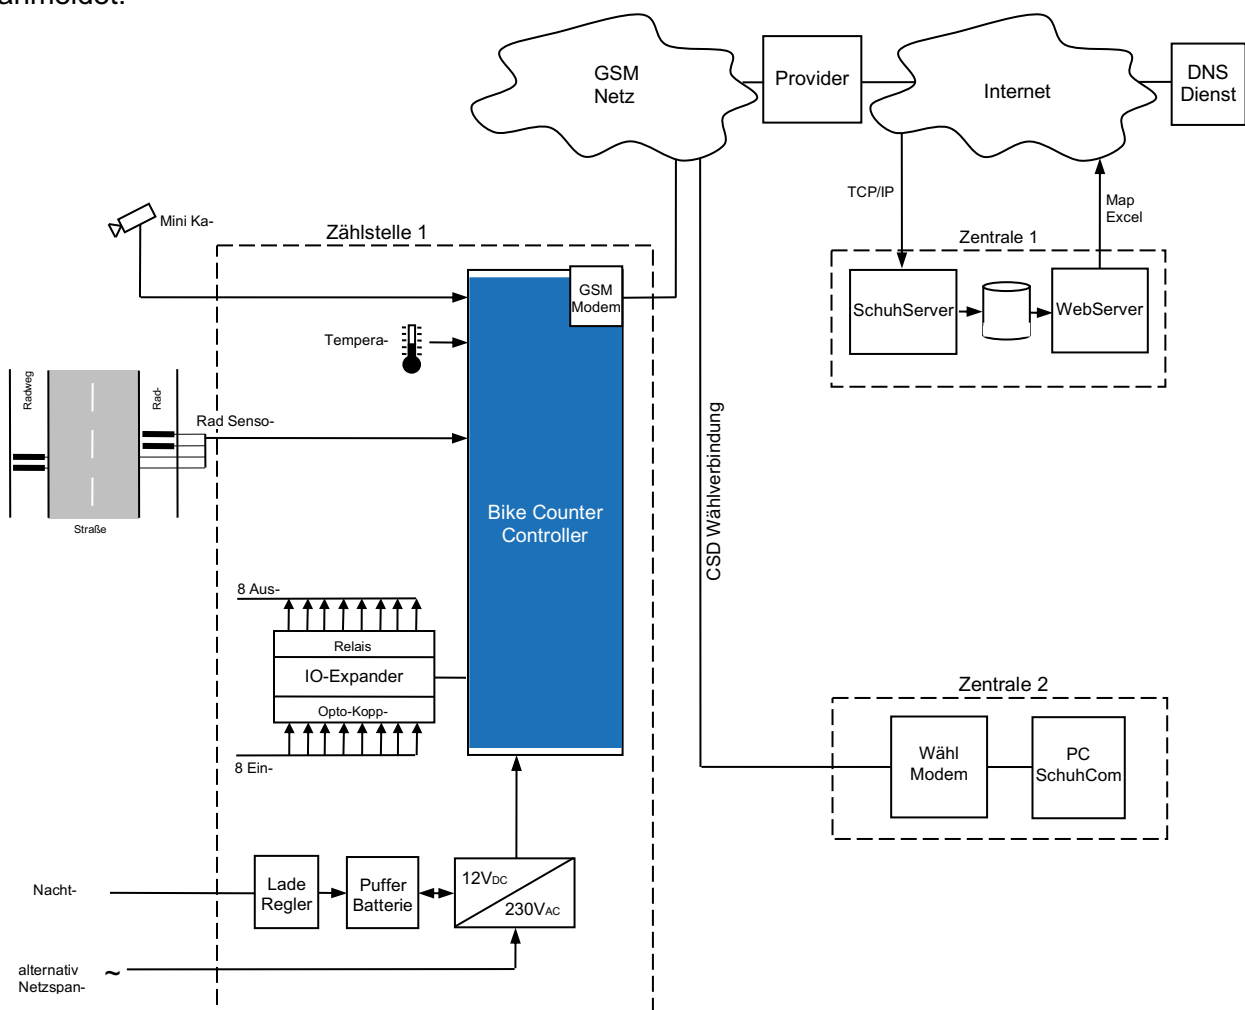 anmeldet.
GSM
Netz
Provider
Internet
DNS
Dienst
TCP/IP
Map
Excel
Mini Ka-
Zählstelle 1
Zentrale 1
GSM
Modem
SchuhServer
WebServer
Tempera-
Radweg
Rad-
Rad Senso-
Straße
CSD Wählverbindung
Bike Counter
Controller
8 Aus-
Relais
IO-Expander
Opto-Kopp-
8 Ein-
Zentrale 2
Wähl
Modem
PC
SchuhCom
Nacht-
Lade
Regler
Puffer
Batterie
12VDC
230VAC
alternativ
Netzspan-
~